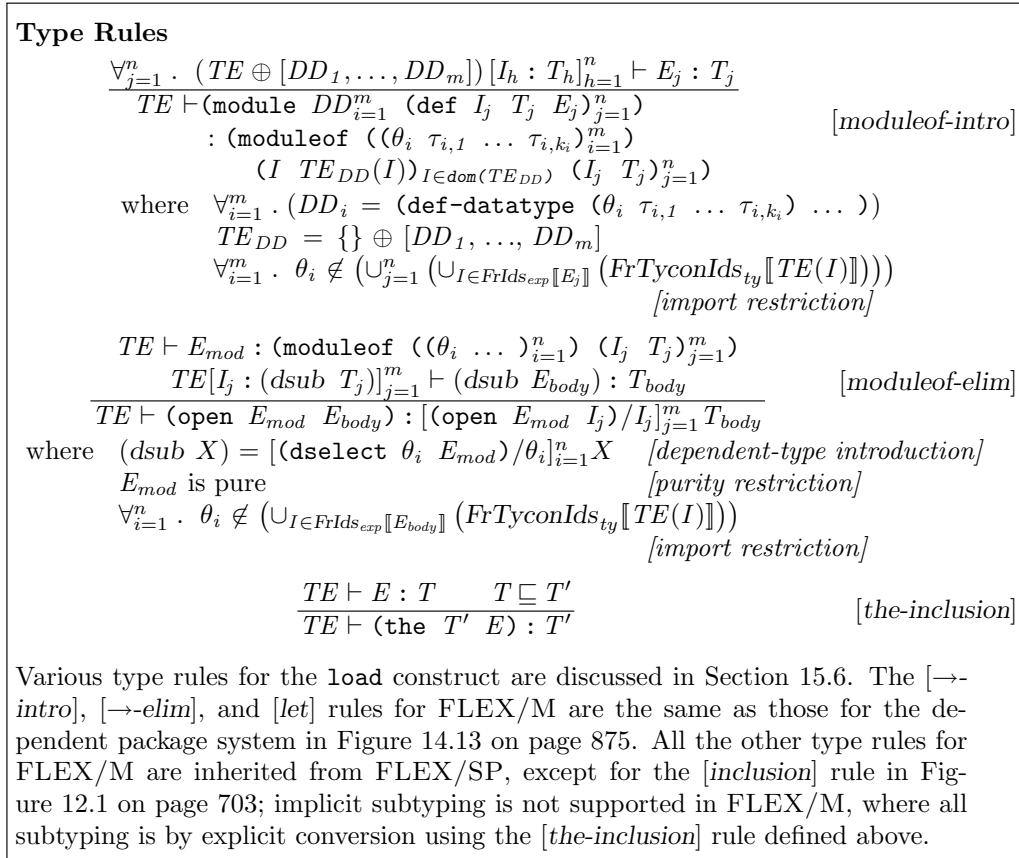 Type Rules
∀ⁿⱼ₌₁ . (TE ⊕ [DD₁,…,DDₘ]) [Iₕ : Tₕ]ⁿₕ₌₁ ⊢ Eⱼ : Tⱼ
TE ⊢(module DDᵐᵢ₌₁ (def Iⱼ Tⱼ Eⱼ)ⁿⱼ₌₁) [moduleof-intro]
: (moduleof ((θᵢ τᵢ,₁ … τᵢ,ₖᵢ)ᵐᵢ₌₁)
(I TE_DD(I))_{I∈dom(TE_DD)} (Iⱼ Tⱼ)ⁿⱼ₌₁)
where ∀ᵐᵢ₌₁ . (DDᵢ = (def-datatype (θᵢ τᵢ,₁ … τᵢ,ₖᵢ) … ))
TE_DD = {} ⊕ [DD₁, …, DDₘ]
∀ᵐᵢ₌₁ . θᵢ ∉ (∪ⁿⱼ₌₁ (∪_{I∈FrIds_exp⟦Eⱼ⟧} (FrTyconIds_ty⟦TE(I)⟧)))
[import restriction]
TE ⊢ E_mod : (moduleof ((θᵢ … )ⁿᵢ₌₁) (Iⱼ Tⱼ)ᵐⱼ₌₁)
TE[Iⱼ : (dsub Tⱼ)]ᵐⱼ₌₁ ⊢ (dsub E_body) : T_body [moduleof-elim]
TE ⊢ (open E_mod E_body) : [(open E_mod Iⱼ)/Iⱼ]ᵐⱼ₌₁ T_body
where (dsub X) = [(dselect θᵢ E_mod)/θᵢ]ⁿᵢ₌₁X [dependent-type introduction]
E_mod is pure [purity restriction]
∀ⁿᵢ₌₁ . θᵢ ∉ (∪_{I∈FrIds_exp⟦E_body⟧} (FrTyconIds_ty⟦TE(I)⟧))
[import restriction]
TE ⊢ E : T T ⊑ T′
TE ⊢ (the T′ E) : T′ [the-inclusion]
Various type rules for the load construct are discussed in Section 15.6. The [→-
intro], [→-elim], and [let] rules for FLEX/M are the same as those for the de-
pendent package system in Figure 14.13 on page 875. All the other type rules for
FLEX/M are inherited from FLEX/SP, except for the [inclusion] rule in Fig-
ure 12.1 on page 703; implicit subtyping is not supported in FLEX/M, where all
subtyping is by explicit conversion using the [the-inclusion] rule defined above.